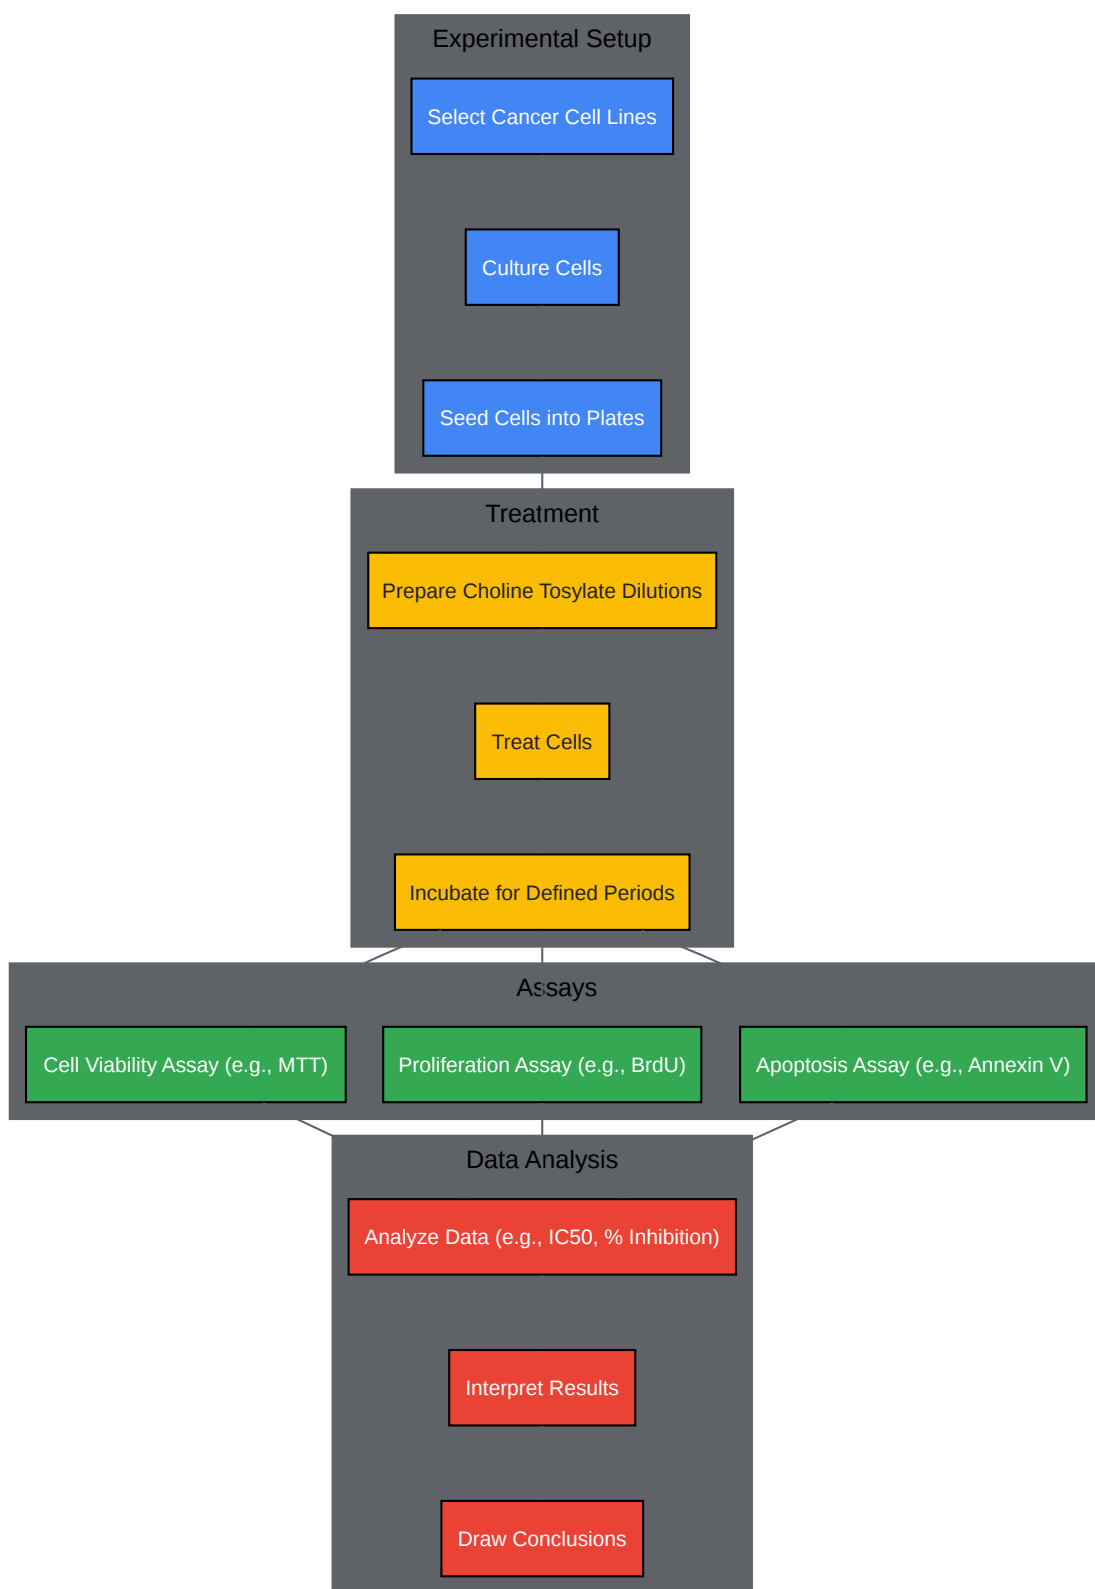 Experimental Setup
Select Cancer Cell Lines
Culture Cells
Seed Cells into Plates
Treatment
Prepare Choline Tosylate Dilutions
Treat Cells
Incubate for Defined Periods
Assays
Cell Viability Assay (e.g., MTT)
Proliferation Assay (e.g., BrdU)
Apoptosis Assay (e.g., Annexin V)
Data Analysis
Analyze Data (e.g., IC50, % Inhibition)
Interpret Results
Draw Conclusions